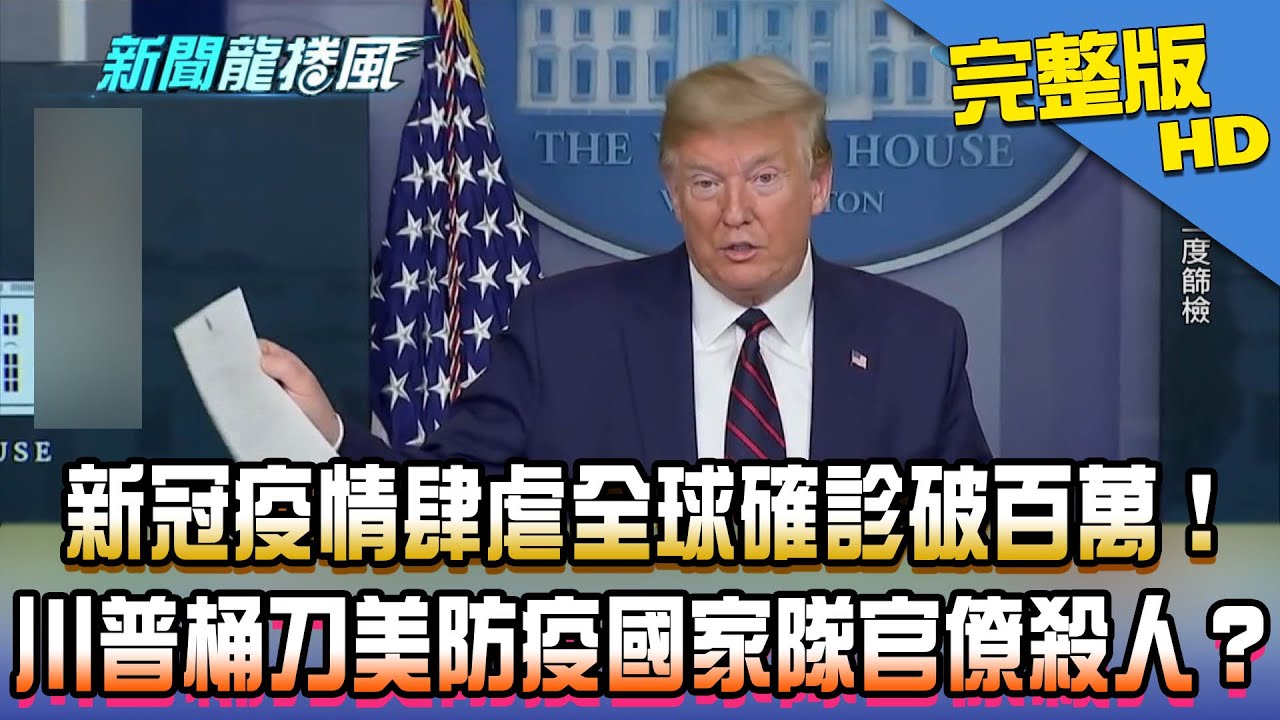 新聞龍捲風
完整版
HD
THE W HOUSE
W TON
度篩檢
USE
新冠疫情肆虐全球確診破百萬！
川普桶刀美防疫國家隊官僚殺人？